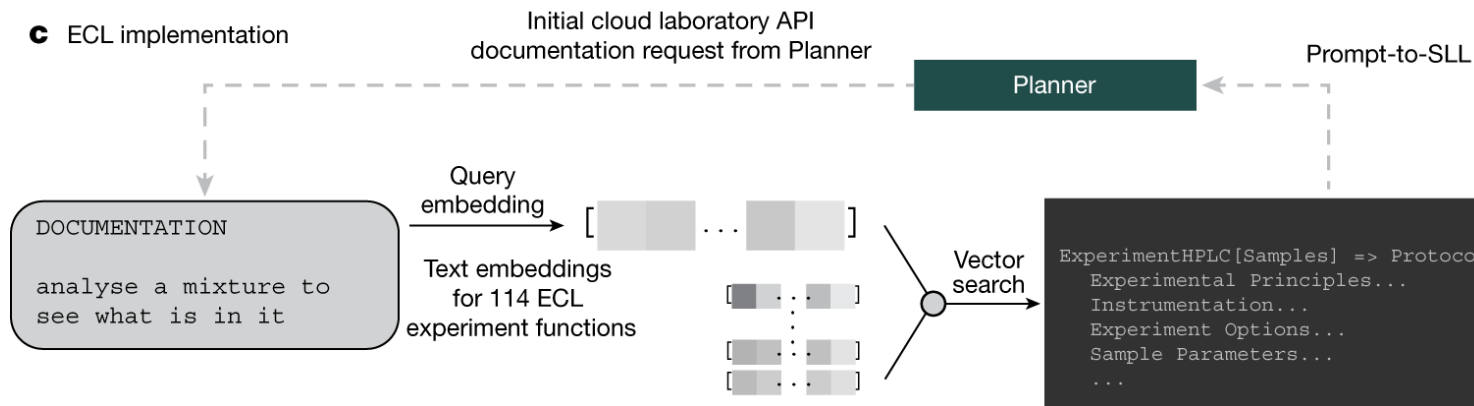 c ECL implementation
Initial cloud laboratory API
documentation request from Planner
Planner
Prompt-to-SLL
DOCUMENTATION
analyse a mixture to
see what is in it
Query
embedding
[ ... ]
Text embeddings
for 114 ECL
experiment functions
Vector
search
ExperimentHPLC[Samples] => Protoco
Experimental Principles...
Instrumentation...
Experiment Options...
Sample Parameters...
...